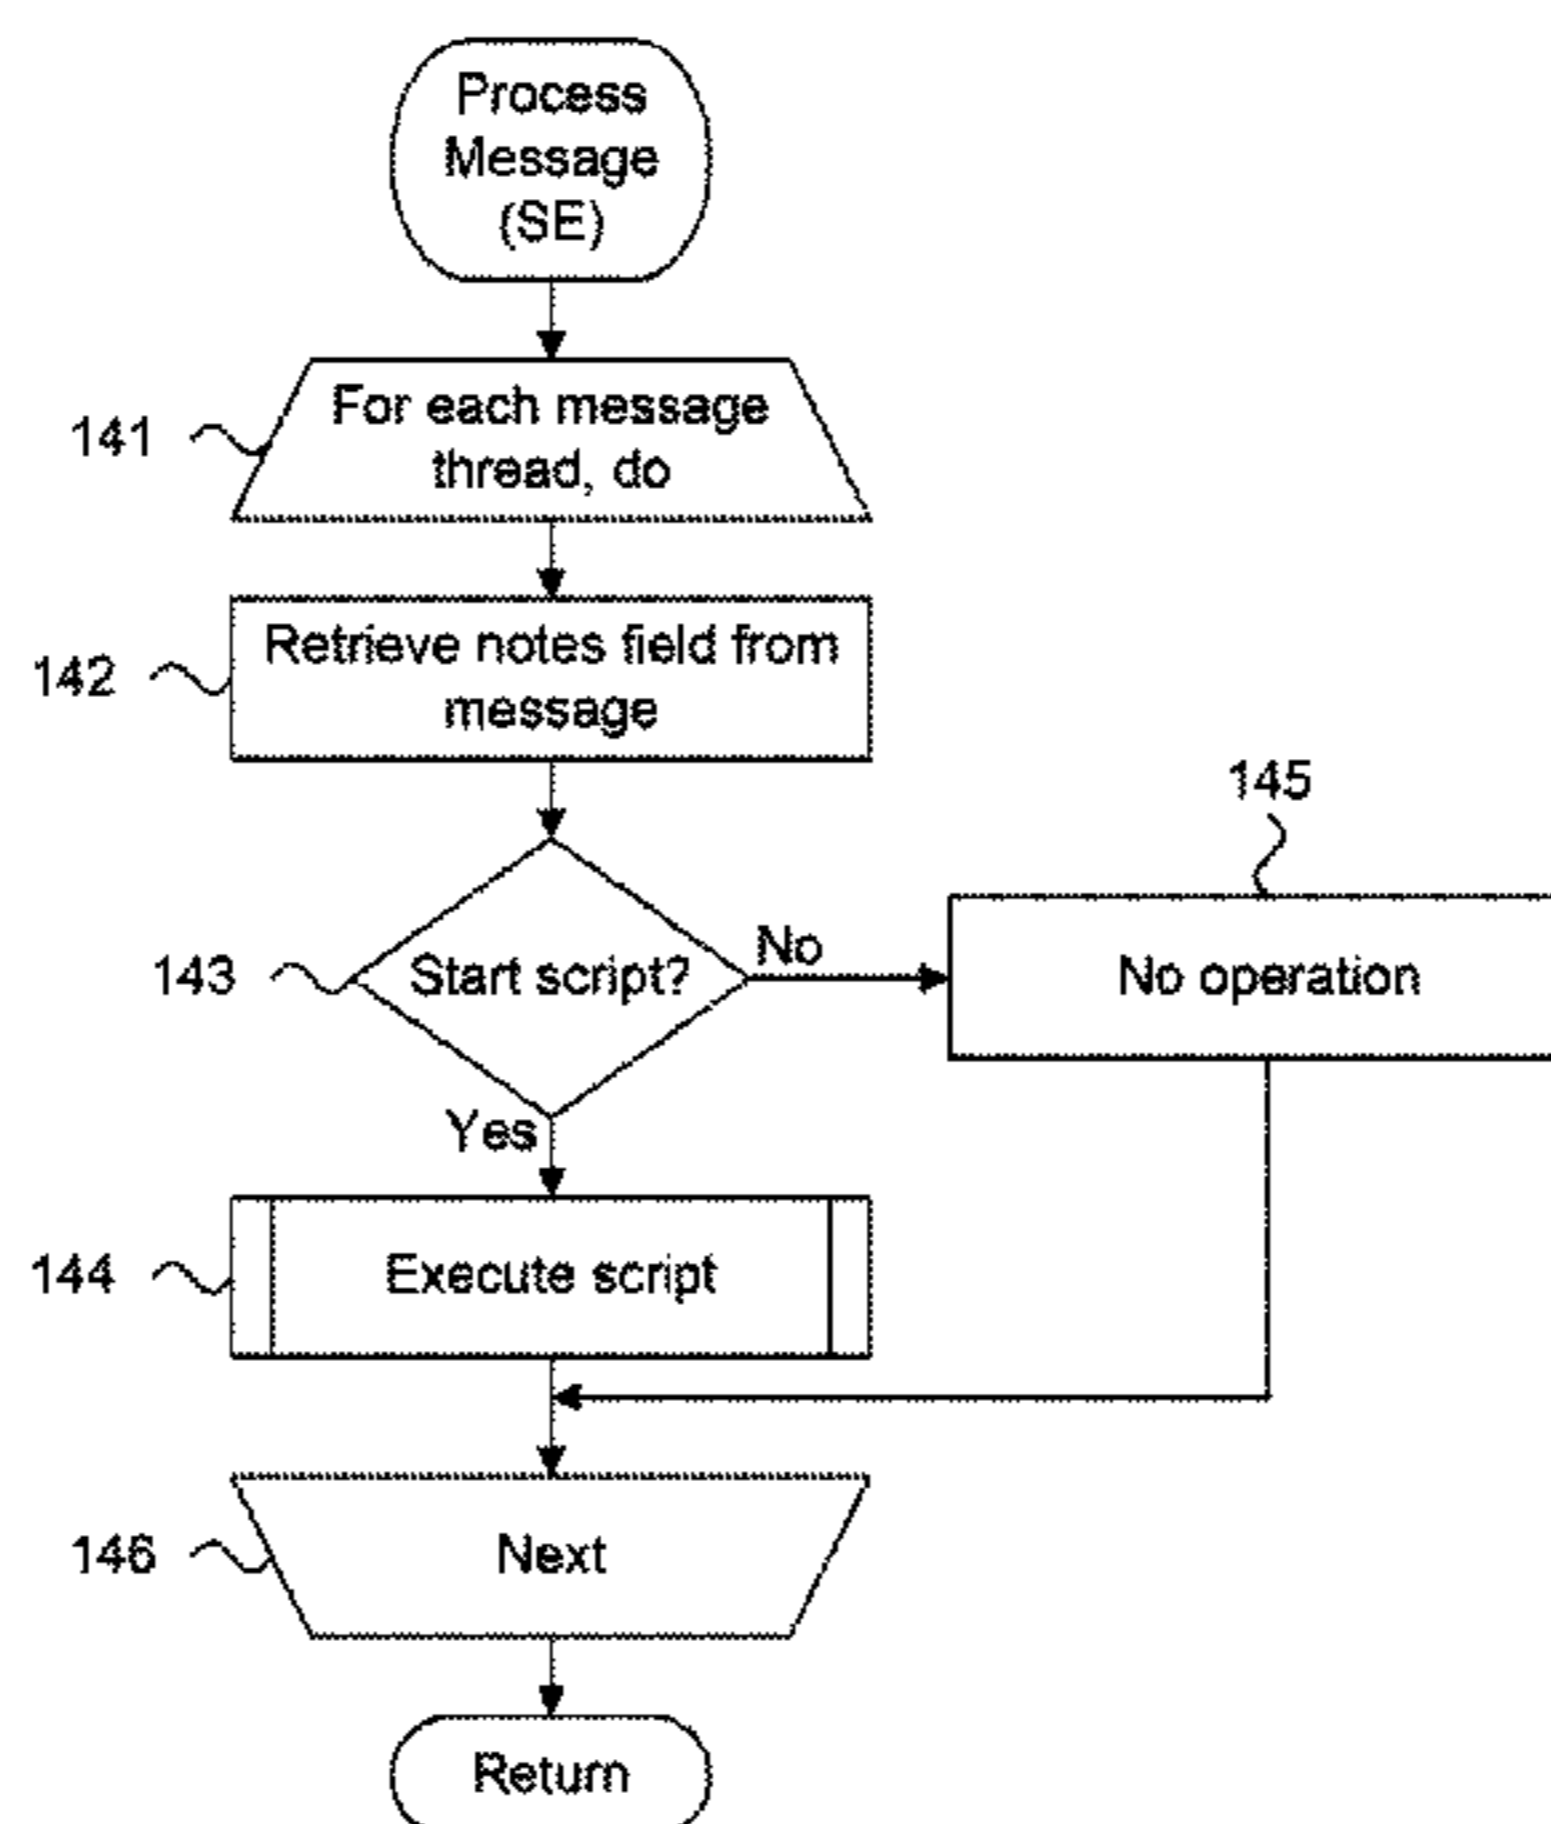 Process
Message
(SE)
141
For each message
thread, do
142
Retrieve notes field from
message
145
143
Start script?
No
No operation
Yes
144
Execute script
146
Next
Return